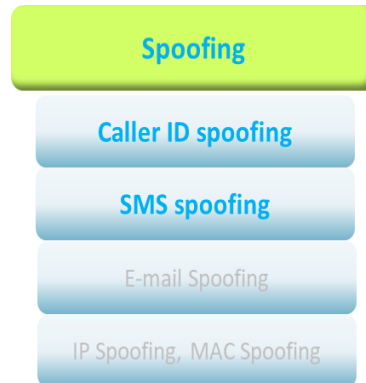 Spoofing
Caller ID spoofing
SMS spoofing
E-mail Spoofing
IP Spoofing, MAC Spoofing